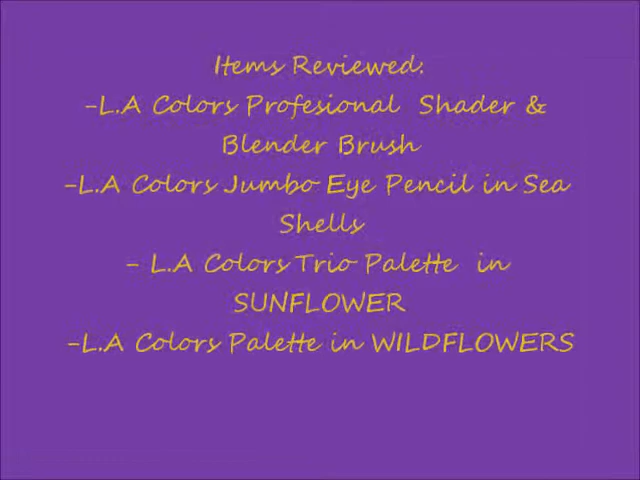 Items Reviewed:
-L.A Colors Profesional Shader &
Blender Brush
-L.A Colors Jumbo Eye Pencil in Sea
Shells
- L.A Colors Trio Palette in
SUNFLOWER
-L.A Colors Palette in WILDFLOWERS